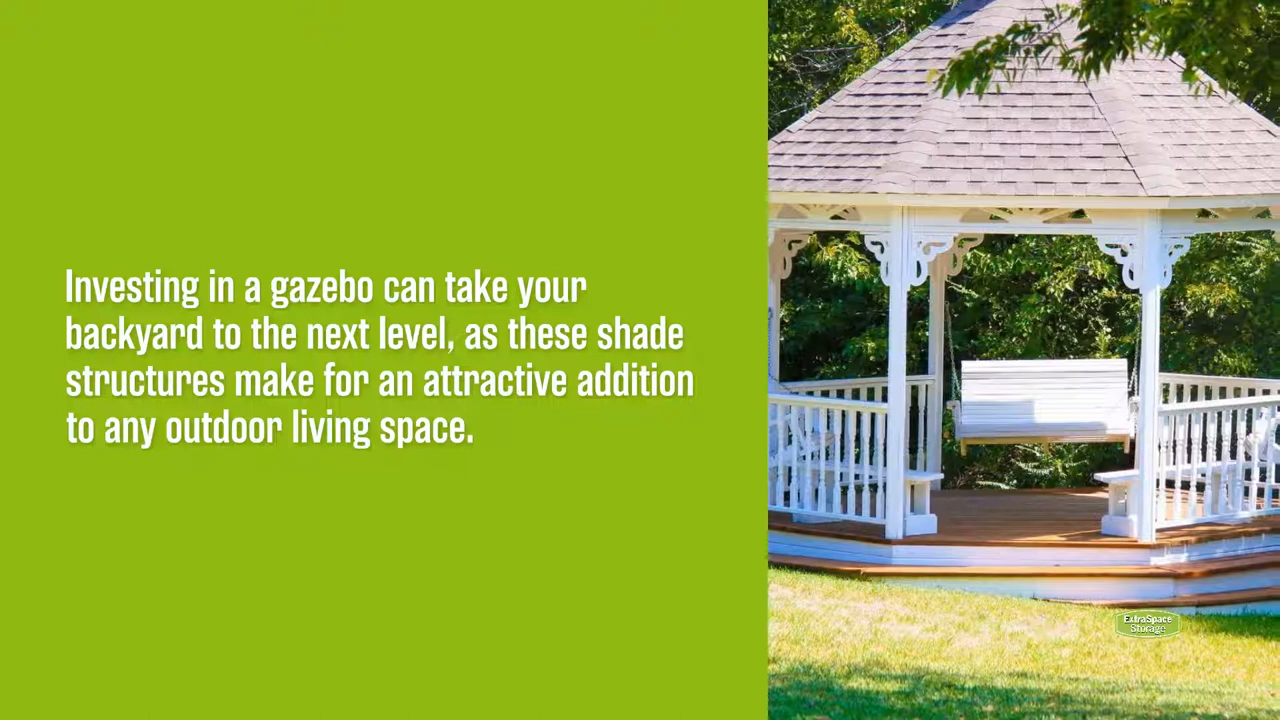 Investing in a gazebo can take your
backyard to the next level, as these shade
structures make for an attractive addition
to any outdoor living space.
ExtraSpace
Storage